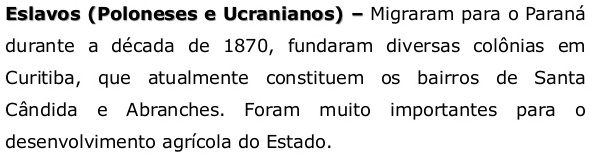 Eslavos (Poloneses e Ucranianos) – Migraram para o Paraná
durante a década de 1870, fundaram diversas colônias em
Curitiba, que atualmente constituem os bairros de Santa
Cândida e Abranches. Foram muito importantes para o
desenvolvimento agrícola do Estado.